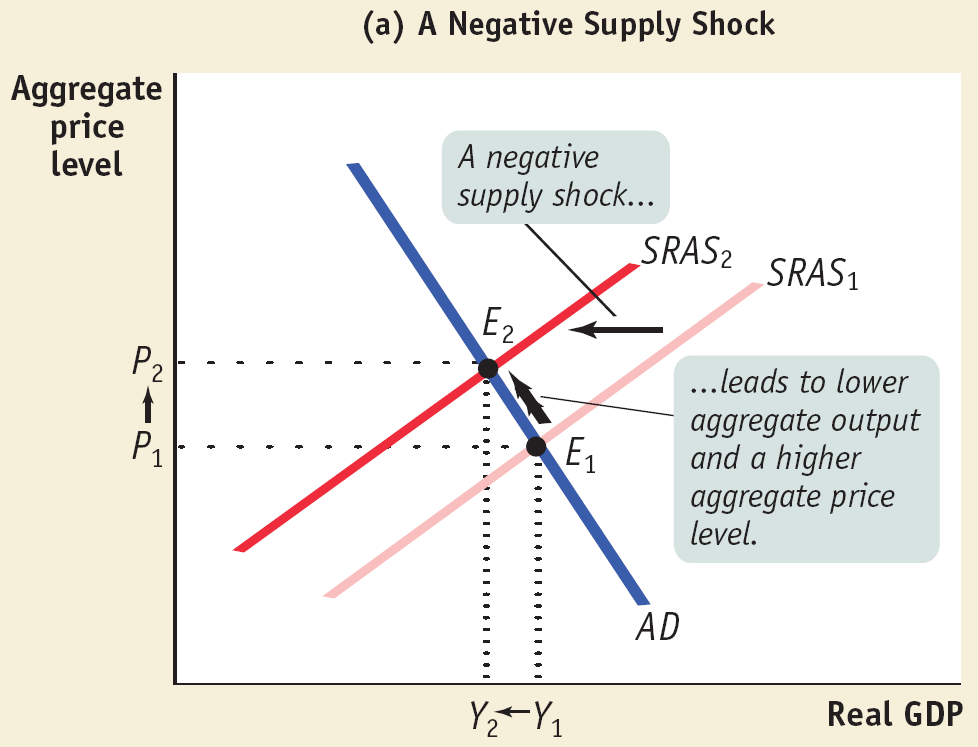 (a) A Negative Supply Shock
Aggregate
price
level
A negative
supply shock...
SRAS₂
SRAS₁
E₂
P₂
P₁
E₁
...leads to lower
aggregate output
and a higher
aggregate price
level.
AD
Y₂
Y₁
Real GDP